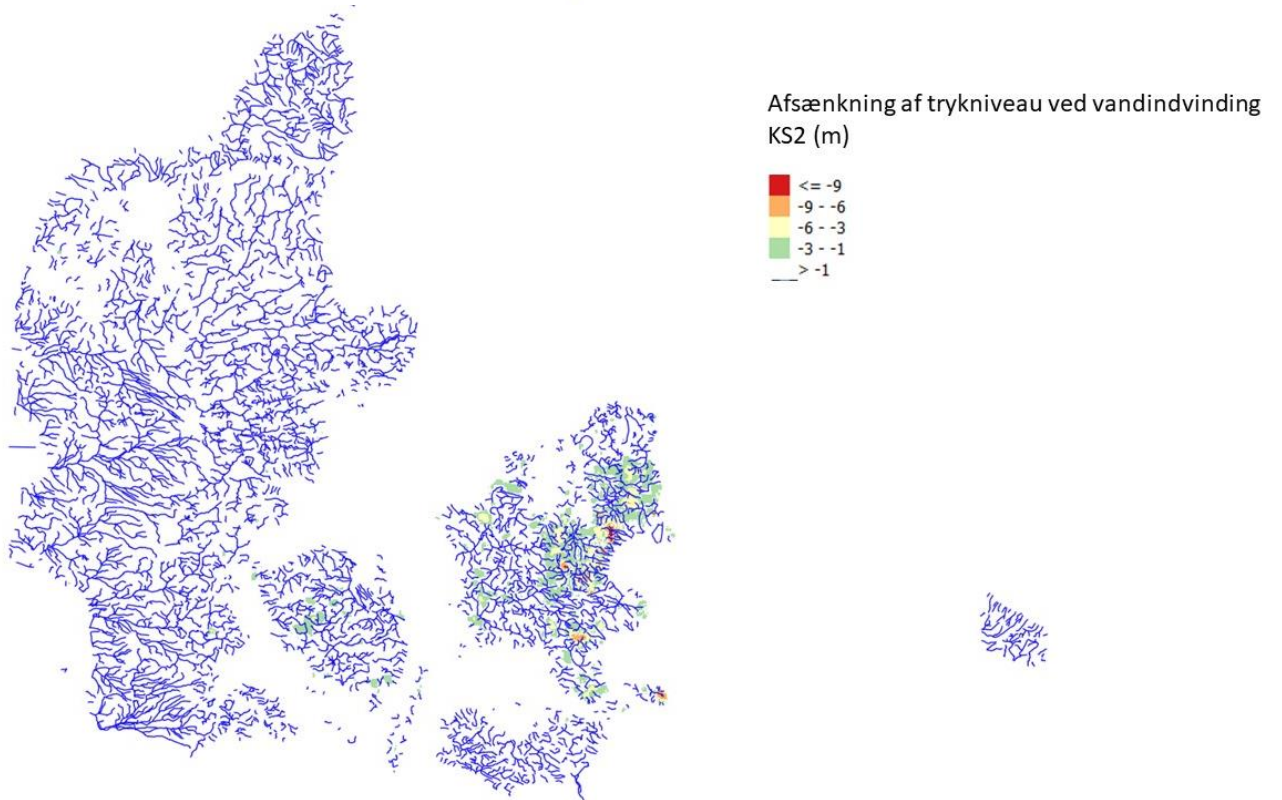 Afsænkning af trykniveau ved vandindvinding
KS2 (m)
<= -9
-9 - -6
-6 - -3
-3 - -1
> -1